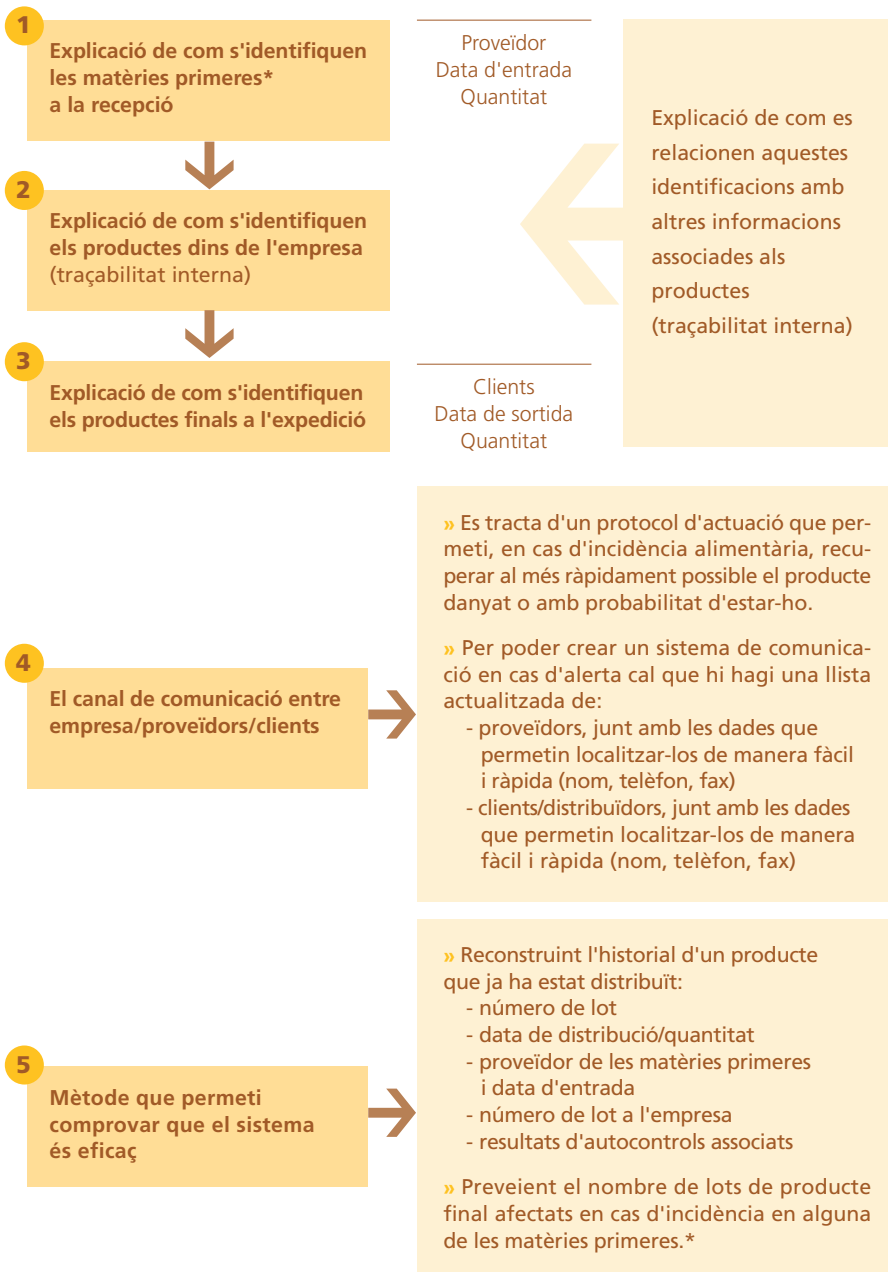 1
Explicació de com s'identifiquen
les matèries primeres*
a la recepció
Proveïdor
Data d'entrada
Quantitat
2
Explicació de com s'identifiquen
els productes dins de l'empresa
(traçabilitat interna)
Explicació de com es
relacionen aquestes
identificacions amb
altres informacions
associades als
productes
(traçabilitat interna)
3
Explicació de com s'identifiquen
els productes finals a l'expedició
Clients
Data de sortida
Quantitat
4
El canal de comunicació entre
empresa/proveïdors/clients
» Es tracta d'un protocol d'actuació que per-
meti, en cas d'incidència alimentària, recu-
perar al més ràpidament possible el producte
danyat o amb probabilitat d'estar-ho.
» Per poder crear un sistema de comunica-
ció en cas d'alerta cal que hi hagi una llista
actualitzada de:
- proveïdors, junt amb les dades que
permetin localitzar-los de manera fàcil
i ràpida (nom, telèfon, fax)
- clients/distribuïdors, junt amb les dades
que permetin localitzar-los de manera
fàcil i ràpida (nom, telèfon, fax)
5
Mètode que permeti
comprovar que el sistema
és eficaç
» Reconstruint l'historial d'un producte
que ja ha estat distribuït:
- número de lot
- data de distribució/quantitat
- proveïdor de les matèries primeres
i data d'entrada
- número de lot a l'empresa
- resultats d'autocontrols associats
» Preveient el nombre de lots de producte
final afectats en cas d'incidència en alguna
de les matèries primeres.*